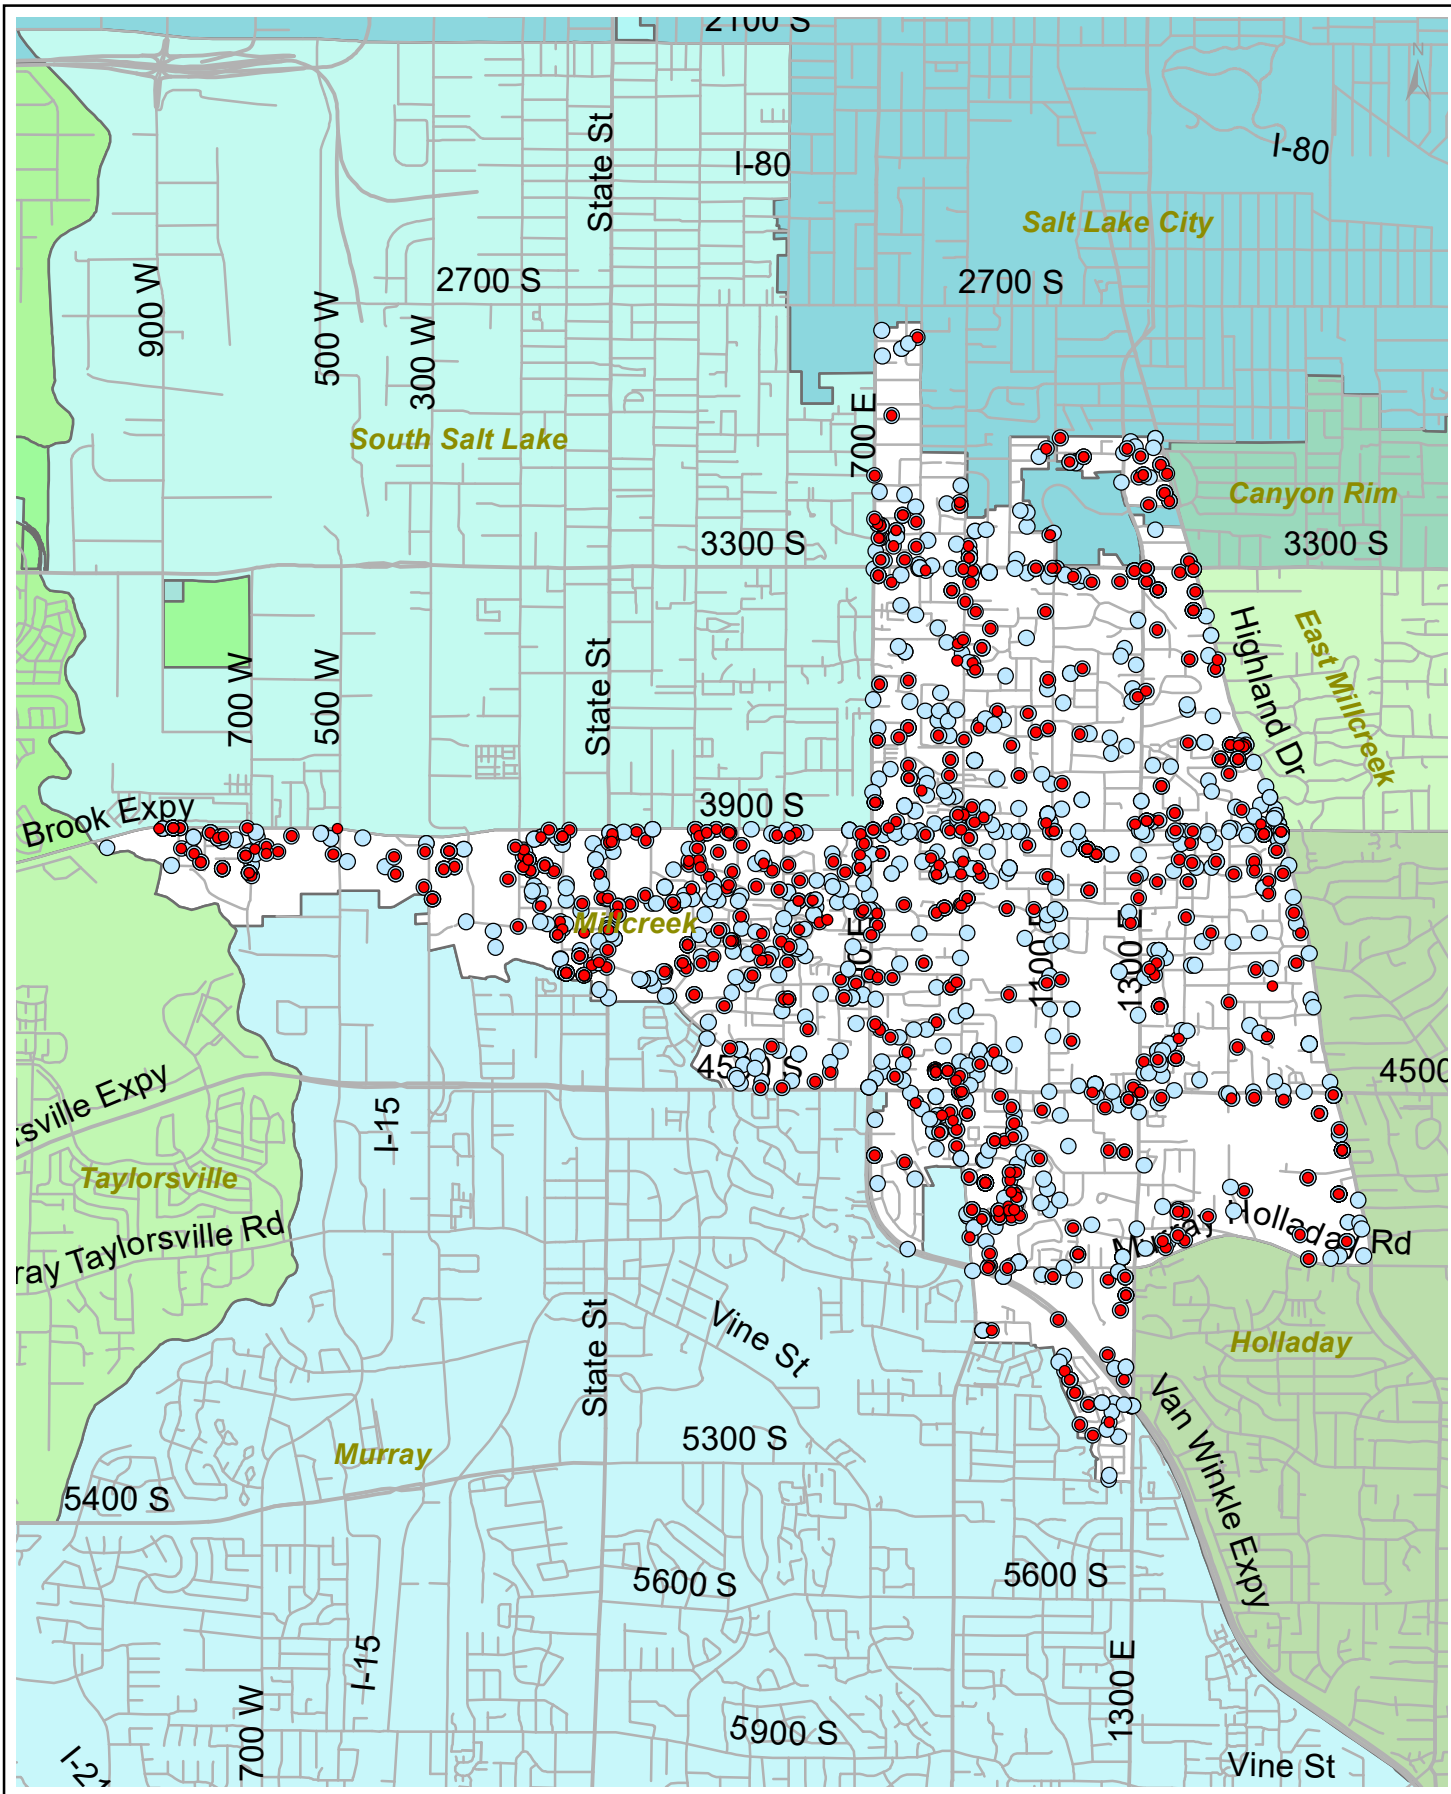 2100 S
N
State St
I-80
I-80
Salt Lake City
900 W
2700 S
2700 S
500 W
300 W
700 E
South Salt Lake
Canyon Rim
3300 S
3300 S
700 W
500 W
State St
Highland Dr
East Millcreek
Brook Expy
3900 S
Millcreek
1300 E
rsville Expy
4500
I-15
Taylorsville
ray Taylorsville Rd
Murray Holladay Rd
State St
Vine St
Holladay
Van Winkle Expy
Murray
5300 S
5400 S
5600 S
5600 S
I-15
1300 E
700 W
5900 S
Vine St